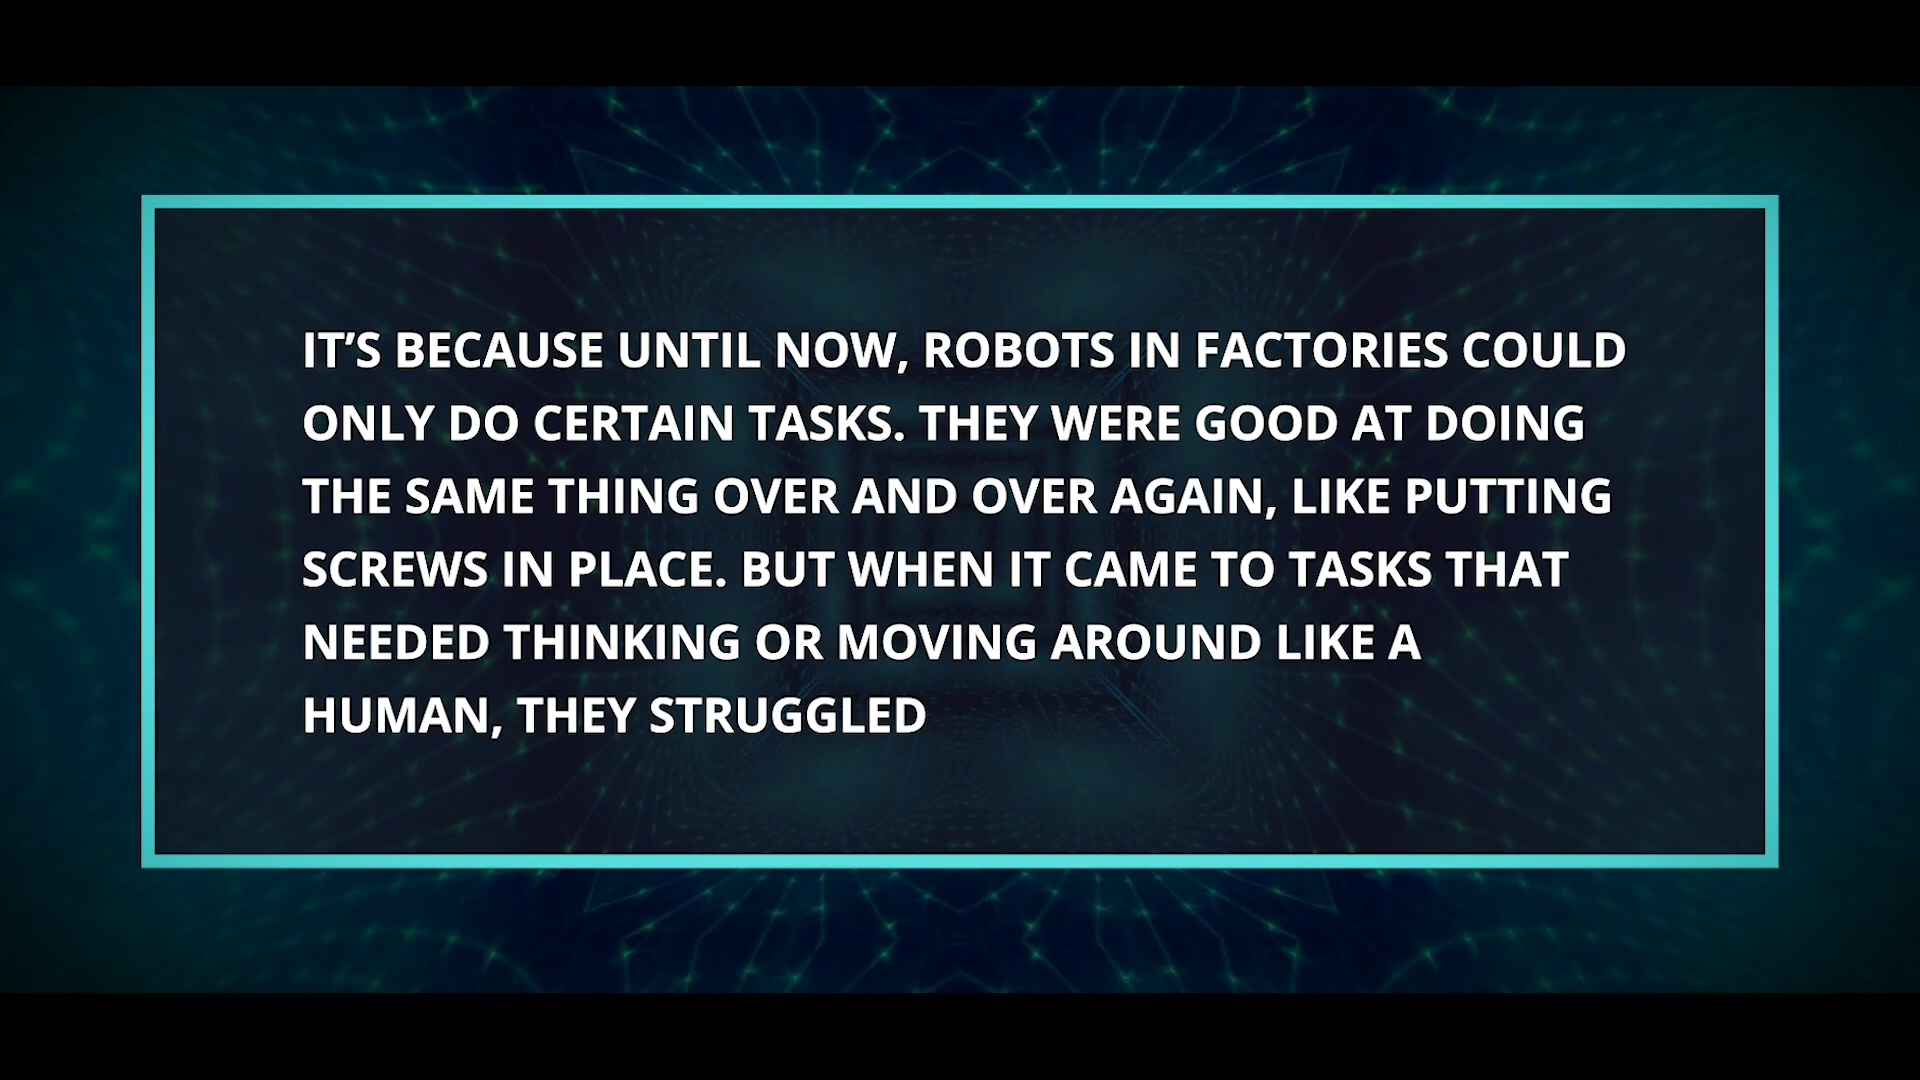 IT’S BECAUSE UNTIL NOW, ROBOTS IN FACTORIES COULD
ONLY DO CERTAIN TASKS. THEY WERE GOOD AT DOING
THE SAME THING OVER AND OVER AGAIN, LIKE PUTTING
SCREWS IN PLACE. BUT WHEN IT CAME TO TASKS THAT
NEEDED THINKING OR MOVING AROUND LIKE A
HUMAN, THEY STRUGGLED